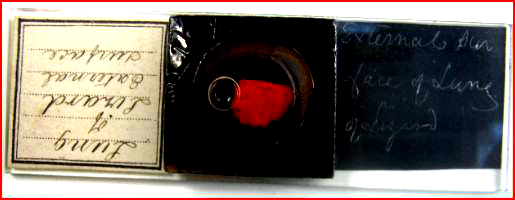 Lung
of
Lizard
External
surface
External Sur
face of Lung
of Lizard